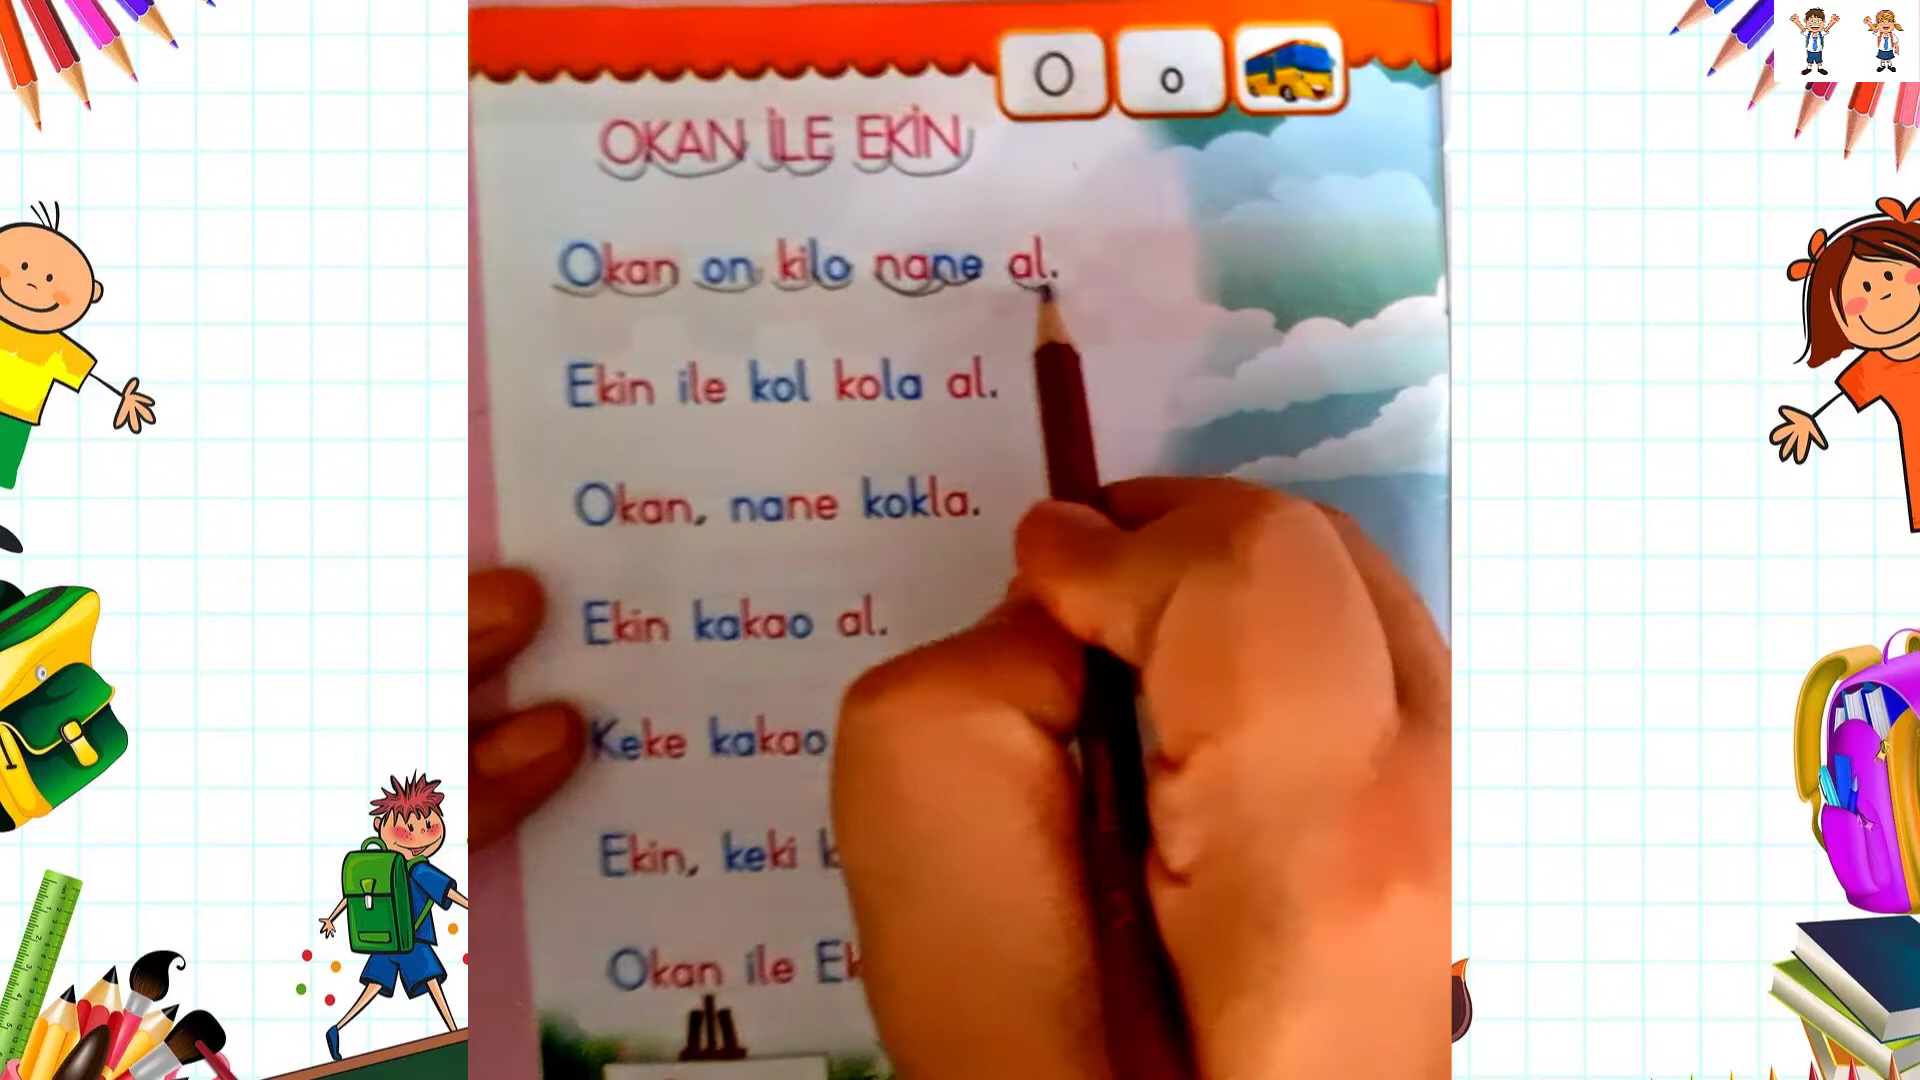 O o
OKAN İLE EKİN
Okan on kilo nane al.
Ekin ile kol kola al.
Okan, nane kokla.
Ekin kakao al.
Keke kakao
Ekin, keki
Okan ile